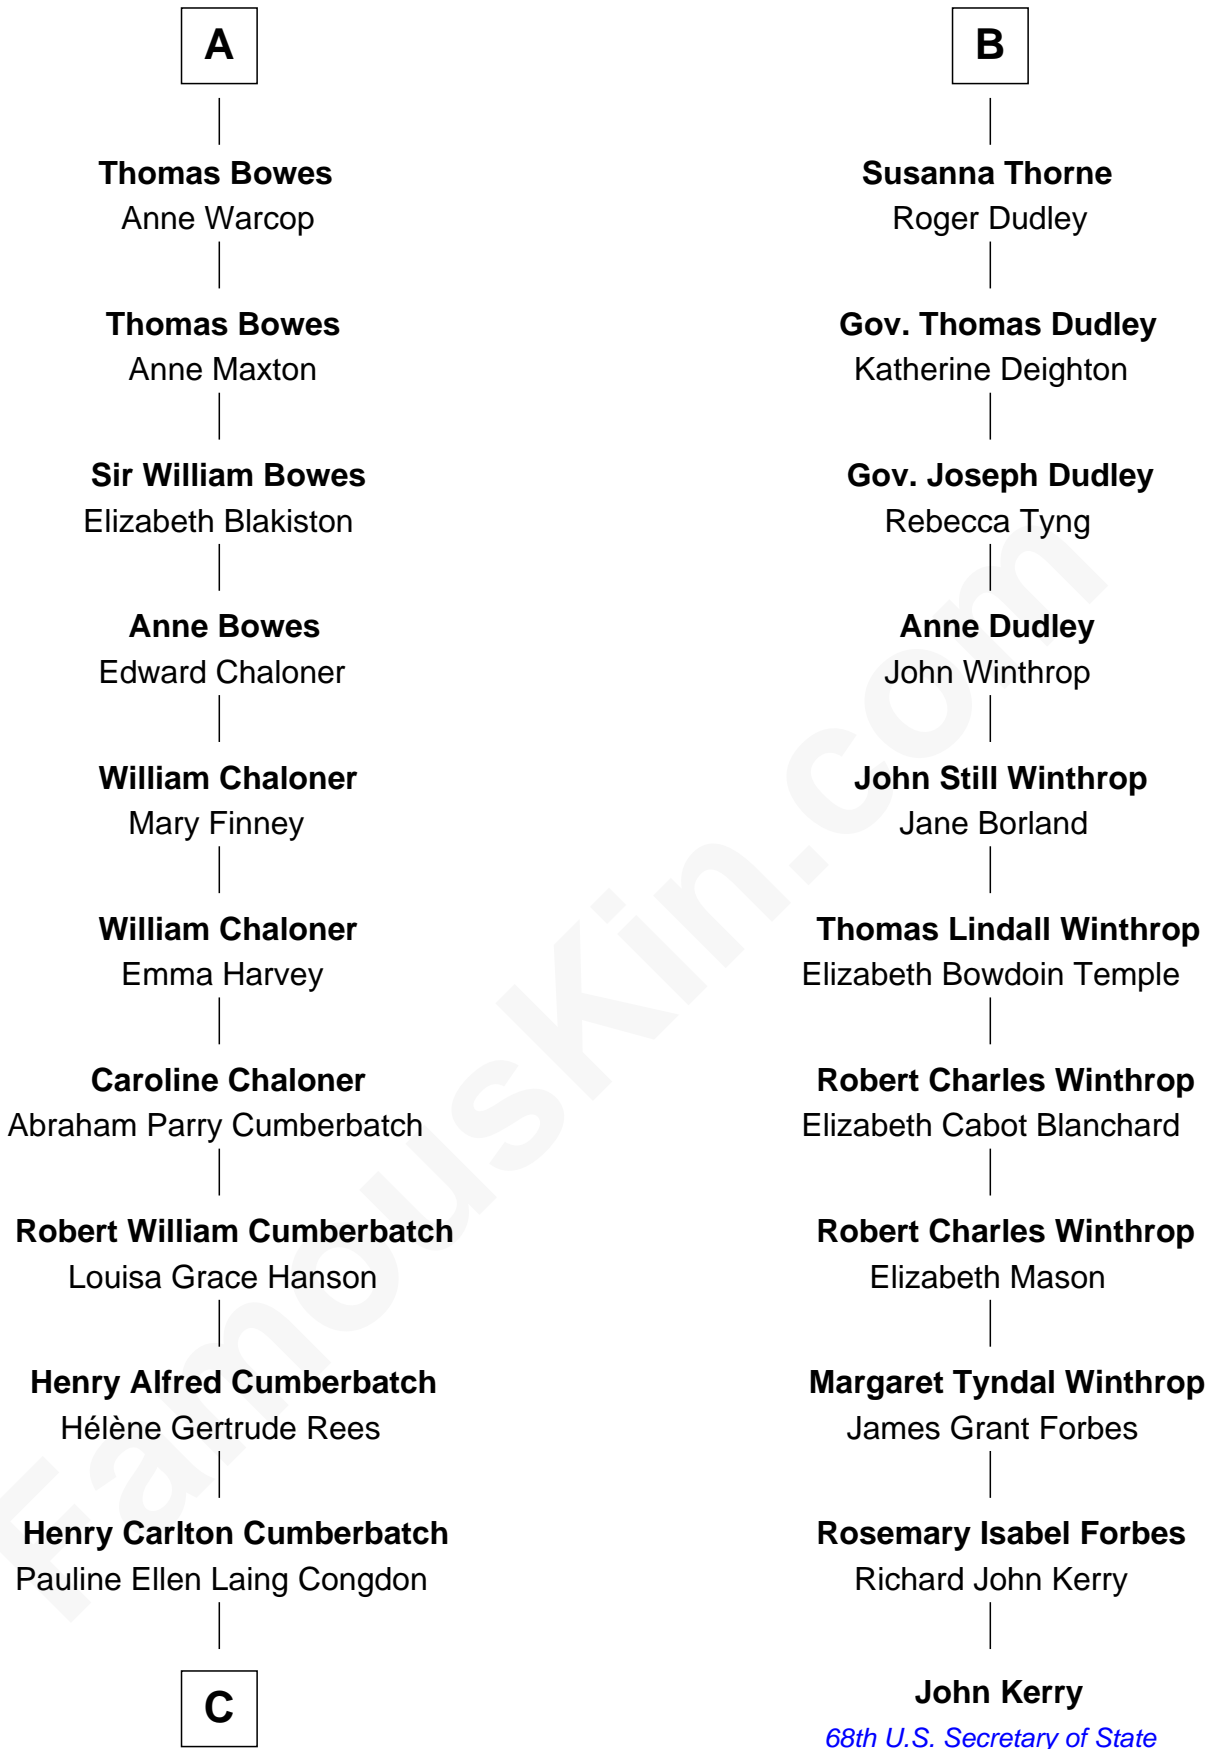 A
Thomas Bowes
Anne Warcop
Thomas Bowes
Anne Maxton
Sir William Bowes
Elizabeth Blakiston
Anne Bowes
Edward Chaloner
William Chaloner
Mary Finney
William Chaloner
Emma Harvey
Caroline Chaloner
Abraham Parry Cumberbatch
Robert William Cumberbatch
Louisa Grace Hanson
Henry Alfred Cumberbatch
Hélène Gertrude Rees
Henry Carlton Cumberbatch
Pauline Ellen Laing Congdon
C
B
Susanna Thorne
Roger Dudley
Gov. Thomas Dudley
Katherine Deighton
Gov. Joseph Dudley
Rebecca Tyng
Anne Dudley
John Winthrop
John Still Winthrop
Jane Borland
Thomas Lindall Winthrop
Elizabeth Bowdoin Temple
Robert Charles Winthrop
Elizabeth Cabot Blanchard
Robert Charles Winthrop
Elizabeth Mason
Margaret Tyndal Winthrop
James Grant Forbes
Rosemary Isabel Forbes
Richard John Kerry
John Kerry
68th U.S. Secretary of State
FamousKin.com